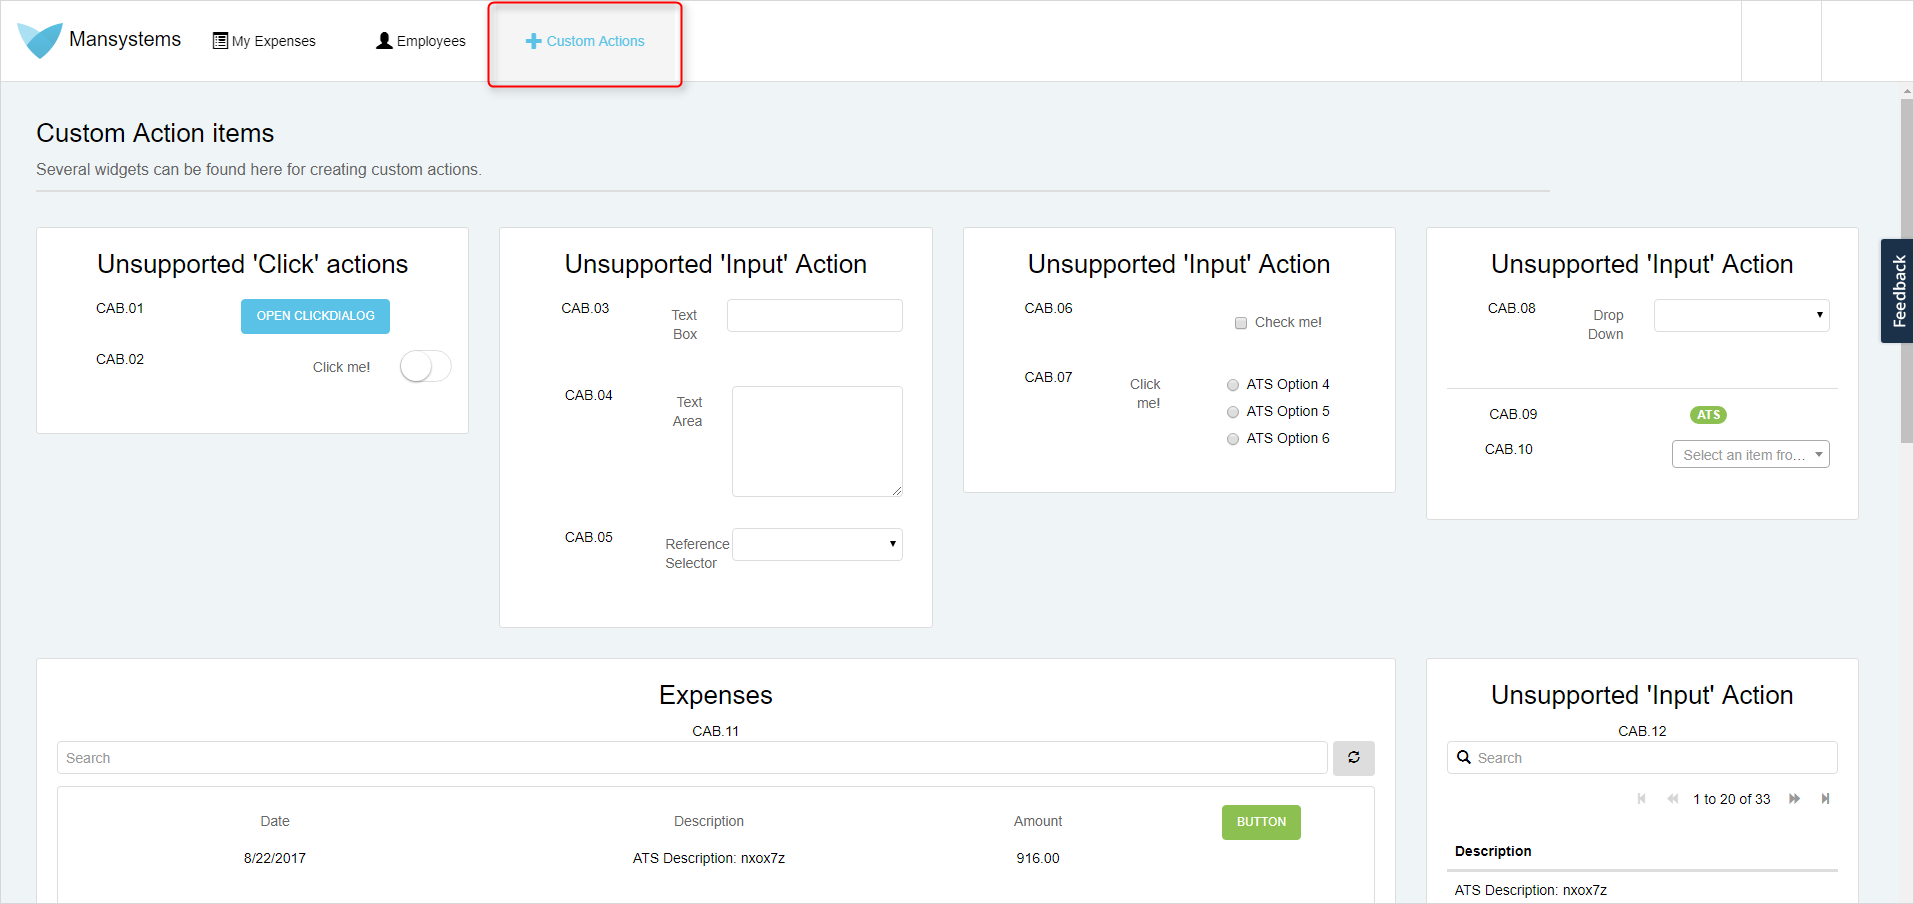 Mansystems
My Expenses
Employees
Custom Actions
Custom Action items
Several widgets can be found here for creating custom actions.
Feedback
Unsupported 'Click' actions
CAB.01
OPEN CLICKDIALOG
CAB.02
Click me!
Unsupported 'Input' Action
CAB.03
Text
Box
CAB.04
Text
Area
CAB.05
Reference
Selector
Unsupported 'Input' Action
CAB.06
Check me!
CAB.07
Click
me!
ATS Option 4
ATS Option 5
ATS Option 6
Unsupported 'Input' Action
CAB.08
Drop
Down
CAB.09
ATS
CAB.10
Select an item fro...
Expenses
CAB.11
Search
Date
Description
Amount
BUTTON
8/22/2017
ATS Description: nxox7z
916.00
Unsupported 'Input' Action
CAB.12
Search
1 to 20 of 33
Description
ATS Description: nxox7z